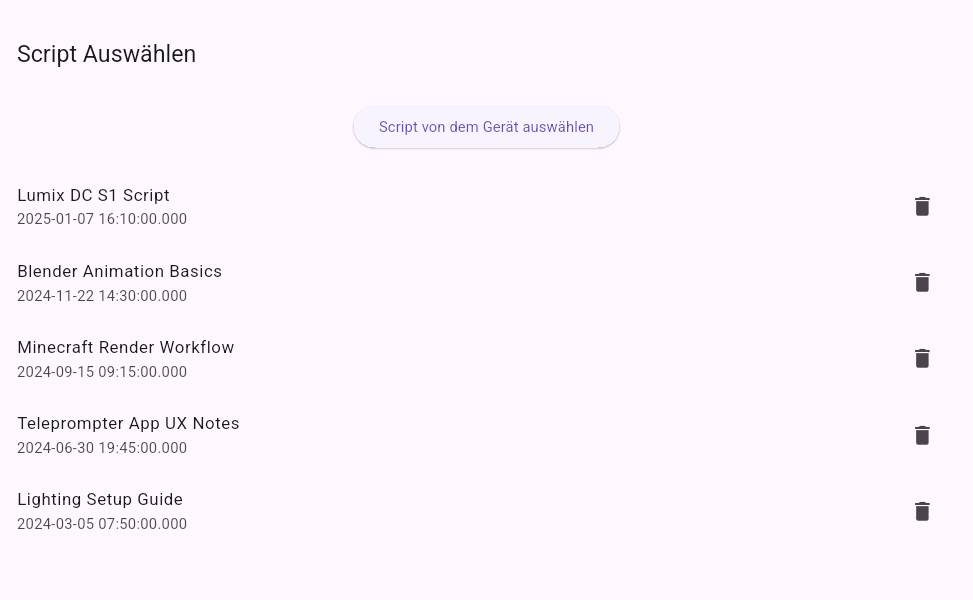 Script Auswählen
Script von dem Gerät auswählen
Lumix DC S1 Script
2025-01-07 16:10:00.000
Blender Animation Basics
2024-11-22 14:30:00.000
Minecraft Render Workflow
2024-09-15 09:15:00.000
Teleprompter App UX Notes
2024-06-30 19:45:00.000
Lighting Setup Guide
2024-03-05 07:50:00.000